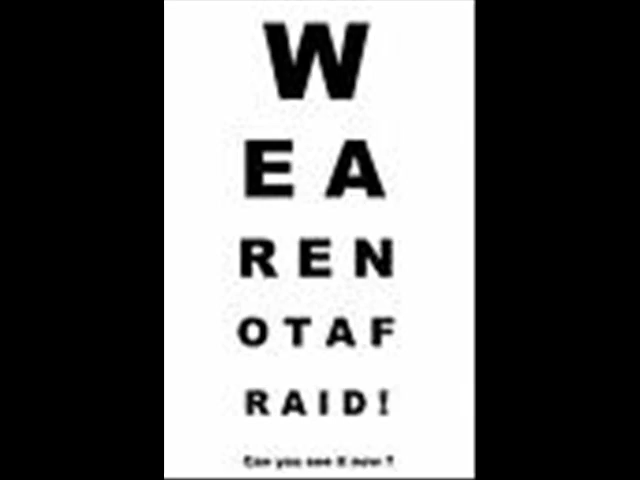 W
E A
R E N
O T A F
R A I D !
Can you see it now ?